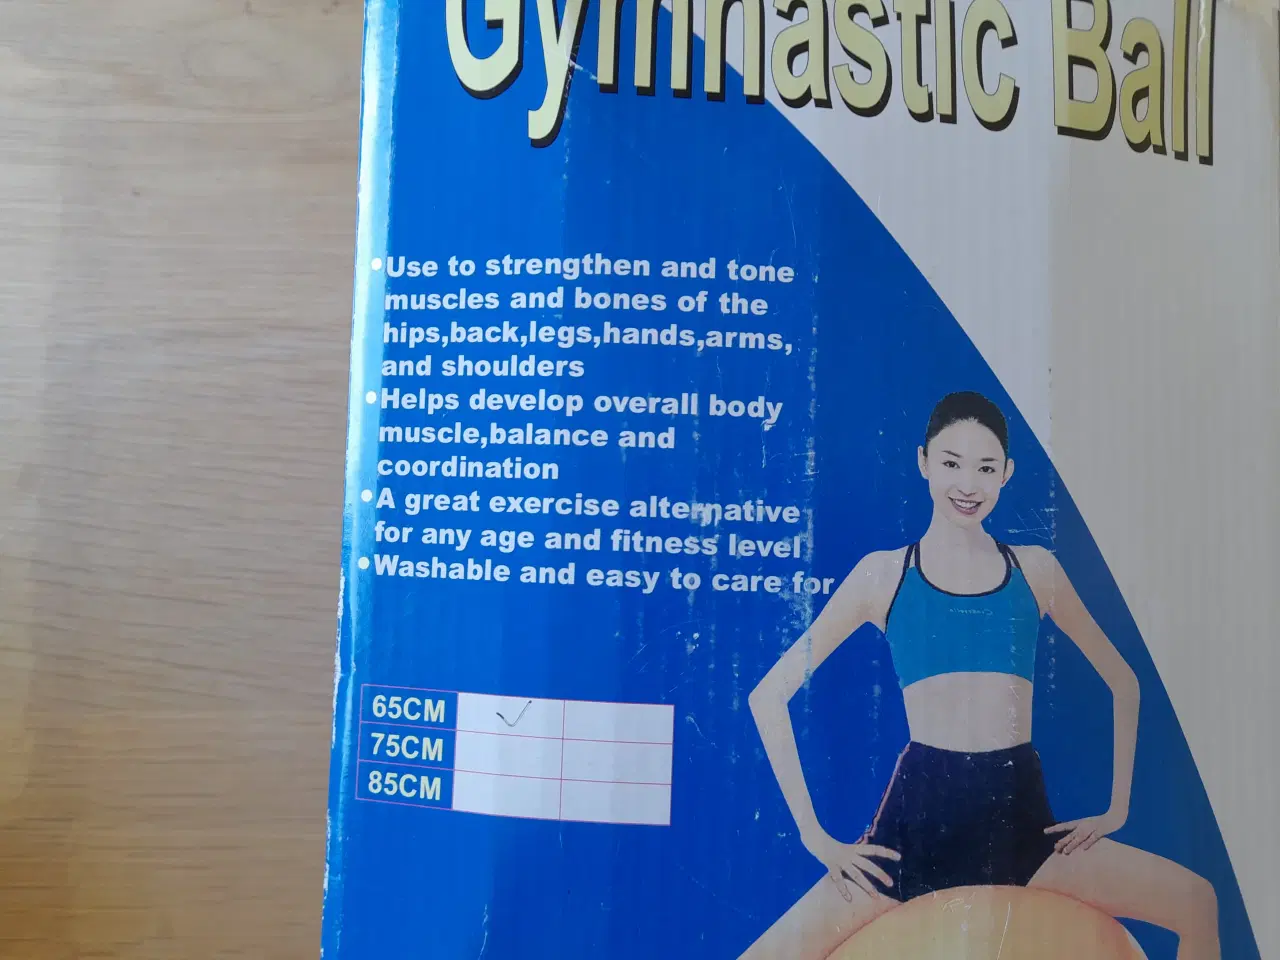 Gymnastic Ball
•Use to strengthen and tone
muscles and bones of the
hips,back,legs,hands,arms,
and shoulders
•Helps develop overall body
muscle,balance and
coordination
•A great exercise alternative
for any age and fitness level
•Washable and easy to care for
65CM ✓
75CM
85CM